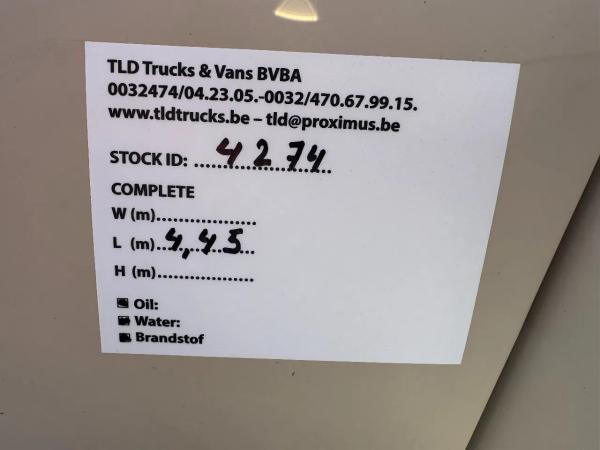 TLD Trucks & Vans BVBA
0032474/04.23.05.-0032/470.67.99.15.
www.tldtrucks.be – tld@proximus.be
STOCK ID: ....4274....
COMPLETE
W (m)..................
L (m)...4,45...
H (m)..................
Oil:
Water:
Brandstof